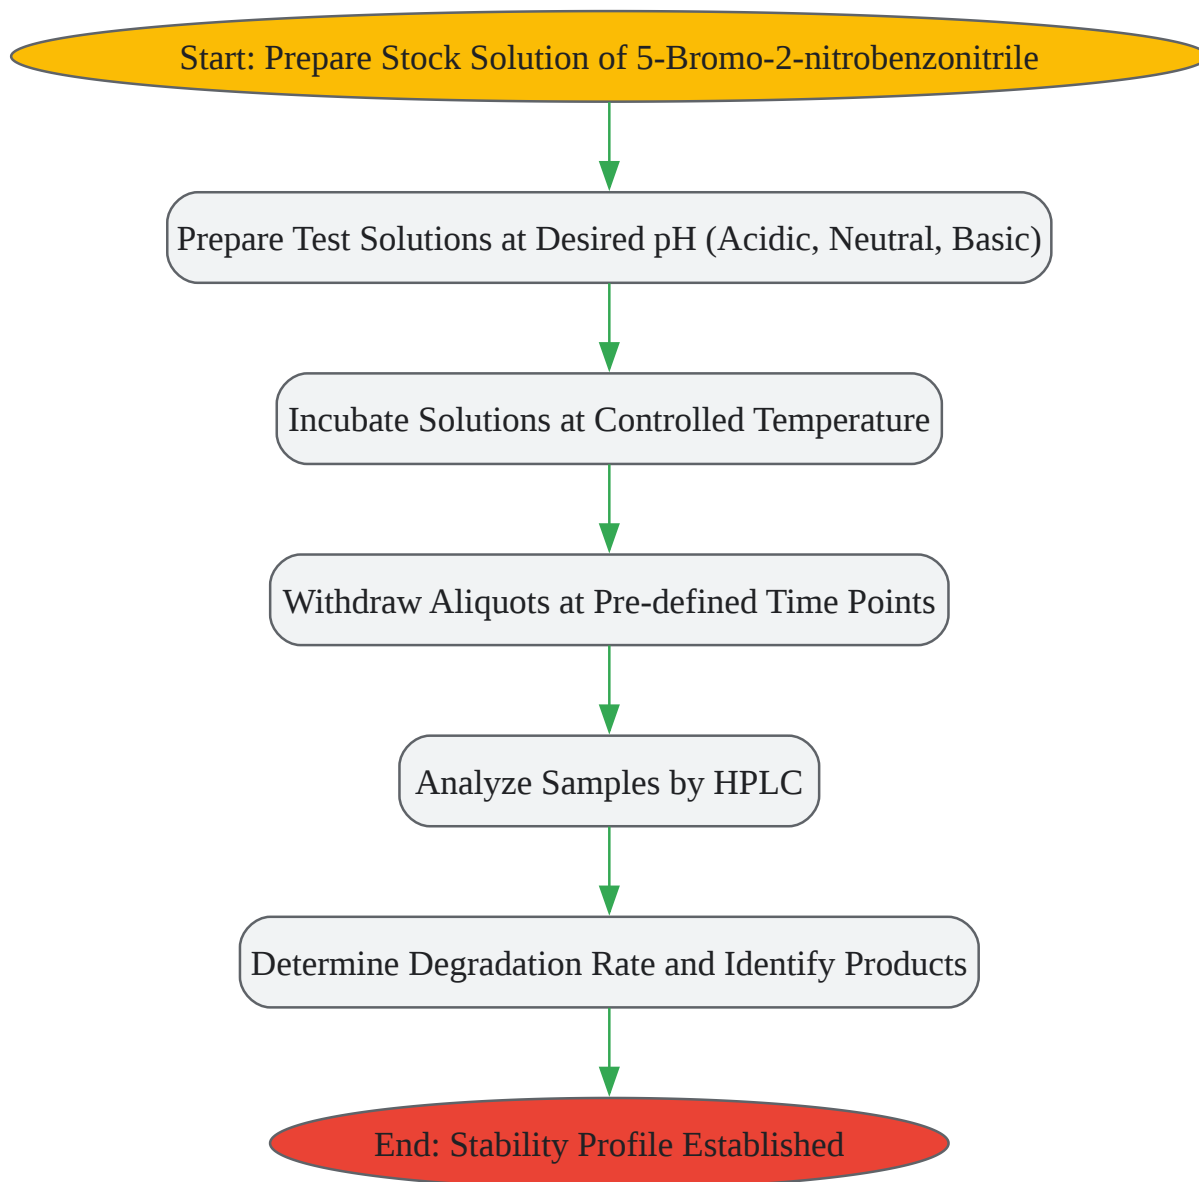 Start: Prepare Stock Solution of 5-Bromo-2-nitrobenzonitrile
Prepare Test Solutions at Desired pH (Acidic, Neutral, Basic)
Incubate Solutions at Controlled Temperature
Withdraw Aliquots at Pre-defined Time Points
Analyze Samples by HPLC
Determine Degradation Rate and Identify Products
End: Stability Profile Established